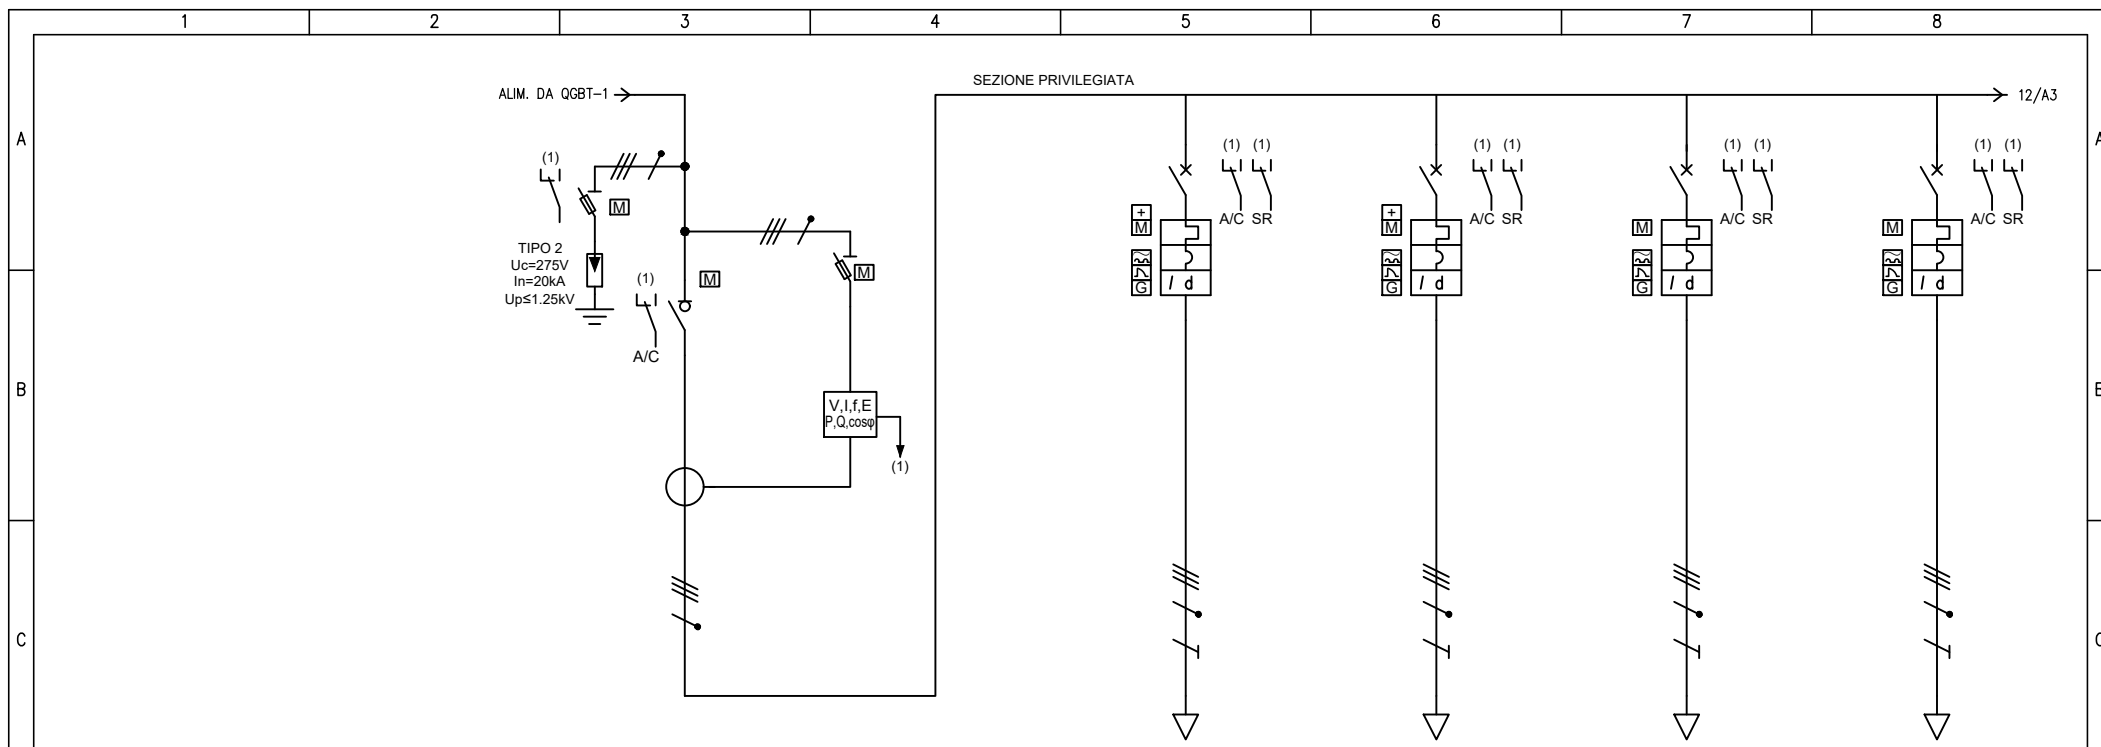 1 2 3 4 5 6 7 8
SEZIONE PRIVILEGIATA
ALIM. DA QGBT-1
12/A3
A
A
(1)
(1) (1)
(1) (1)
(1) (1)
(1) (1)
M
A/C SR
A/C SR
A/C SR
A/C SR
+
M
+
M
M
M
TIPO 2
Uc=275V
In=20kA
Up≤1.25kV
(1)
M
M
G
G
G
G
I d
I d
I d
I d
A/C
B
B
V,I,f,E
P,Q,cosφ
(1)
C
C